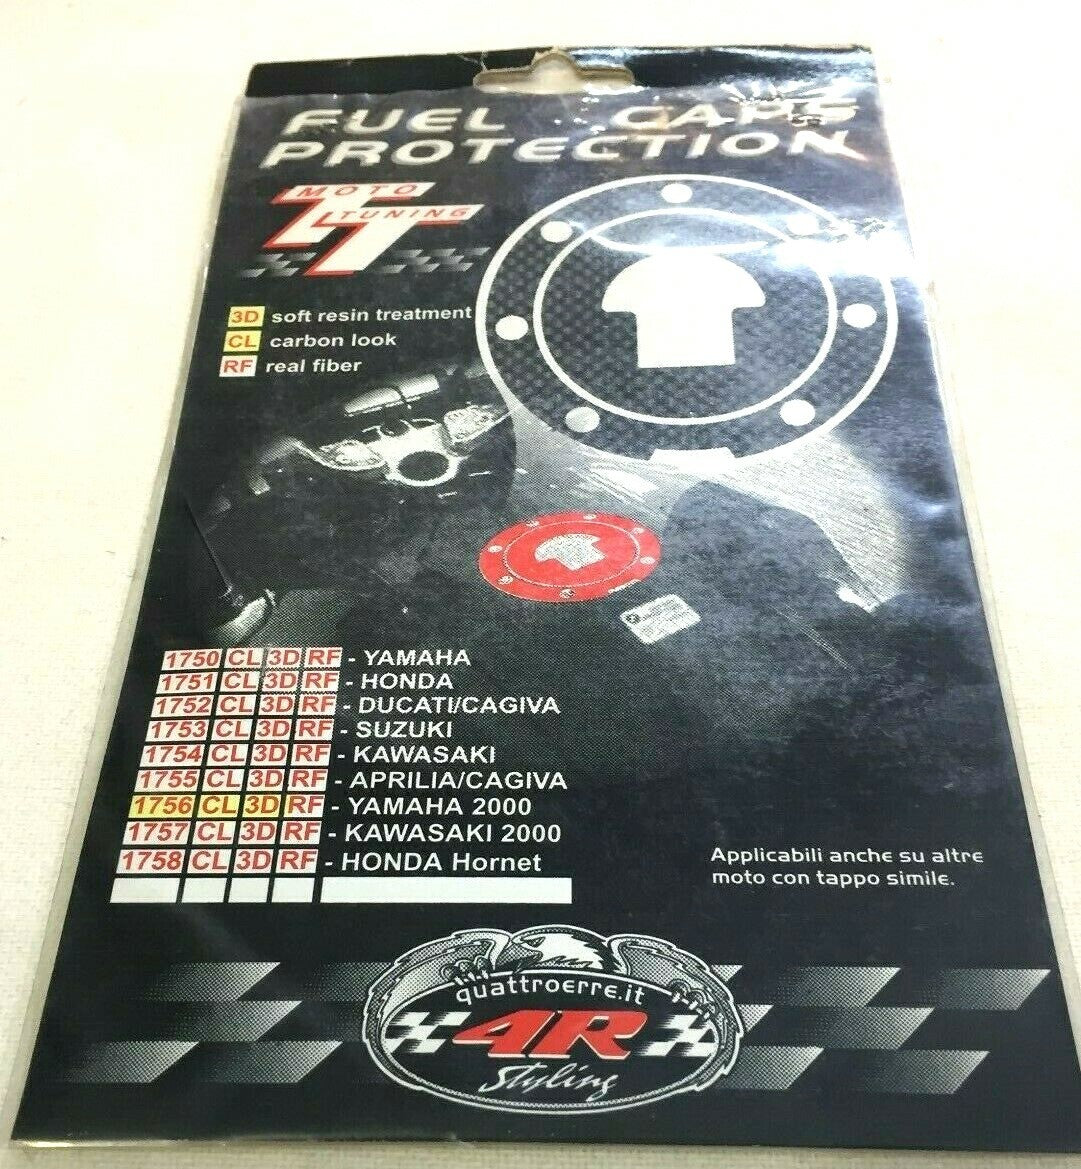 FUEL CAPS
PROTECTION
MOTO
TUNING
3D soft resin treatment
CL carbon look
RF real fiber
1750 CL 3D RF - YAMAHA
1751 CL 3D RF - HONDA
1752 CL 3D RF - DUCATI/CAGIVA
1753 CL 3D RF - SUZUKI
1754 CL 3D RF - KAWASAKI
1755 CL 3D RF - APRILIA/CAGIVA
1756 CL 3D RF - YAMAHA 2000
1757 CL 3D RF - KAWASAKI 2000
1758 CL 3D RF - HONDA Hornet
Applicabili anche su altre
moto con tappo simile.
quattroerre.it
4R
Styling